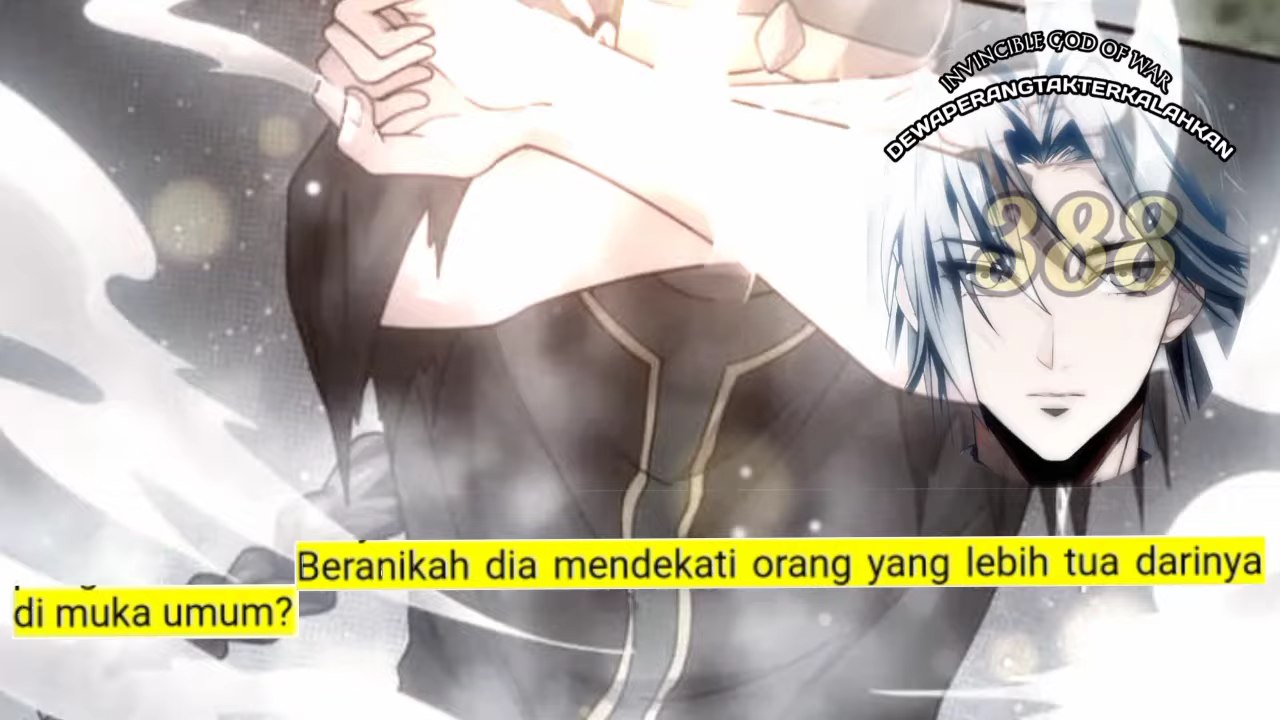 INVINCIBLE GOD OF WAR
DEWAPERANGTAKTERKALAHKAN
388
Beranikah dia mendekati orang yang lebih tua darinya
di muka umum?